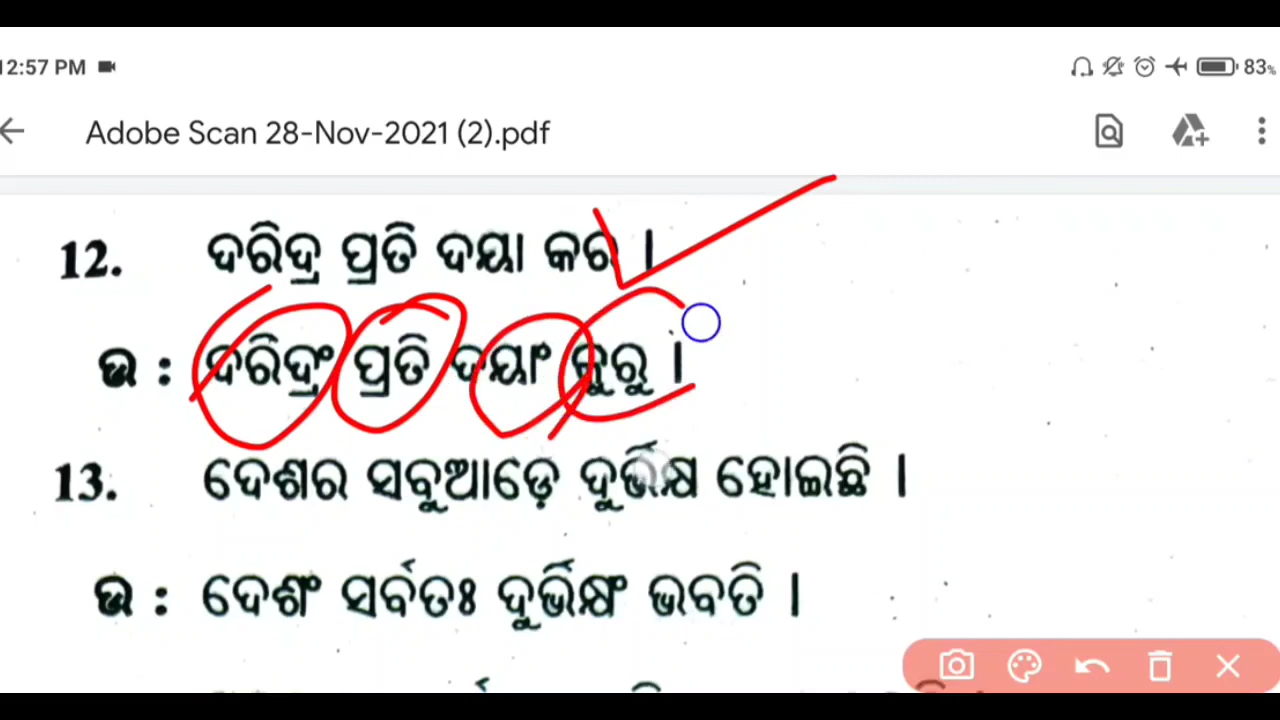 12:57 PM 83%
Adobe Scan 28-Nov-2021 (2).pdf
12. ଦରିଦ୍ର ପ୍ରତି ଦୟା କର ।
ଉ : ଦରିଦ୍ରଂ ପ୍ରତି ଦୟାଂ କୁରୁ ।
13. ଦେଶର ସବୁଆଡ଼େ ଦୁର୍ଭିକ୍ଷ ହୋଇଛି ।
ଉ : ଦେଶଂ ସର୍ବତଃ ଦୁର୍ଭିକ୍ଷଂ ଭବତି ।